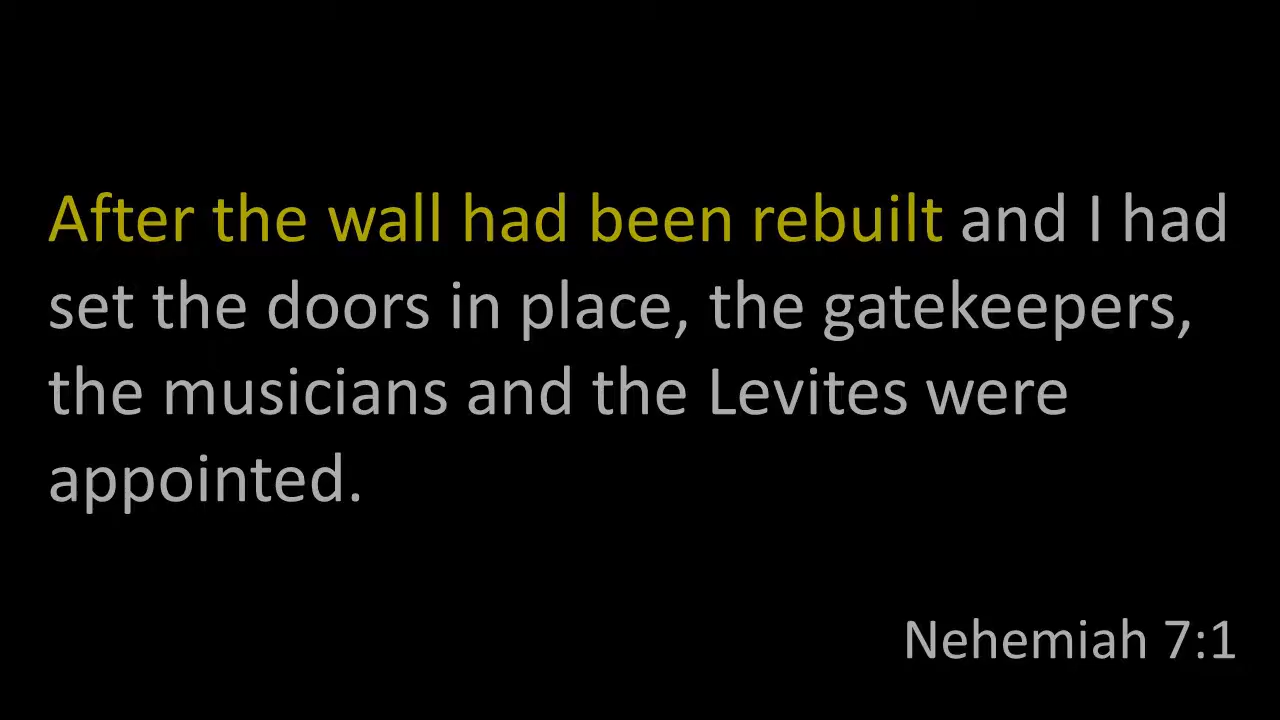 After the wall had been rebuilt and I had
set the doors in place, the gatekeepers,
the musicians and the Levites were
appointed.
Nehemiah 7:1